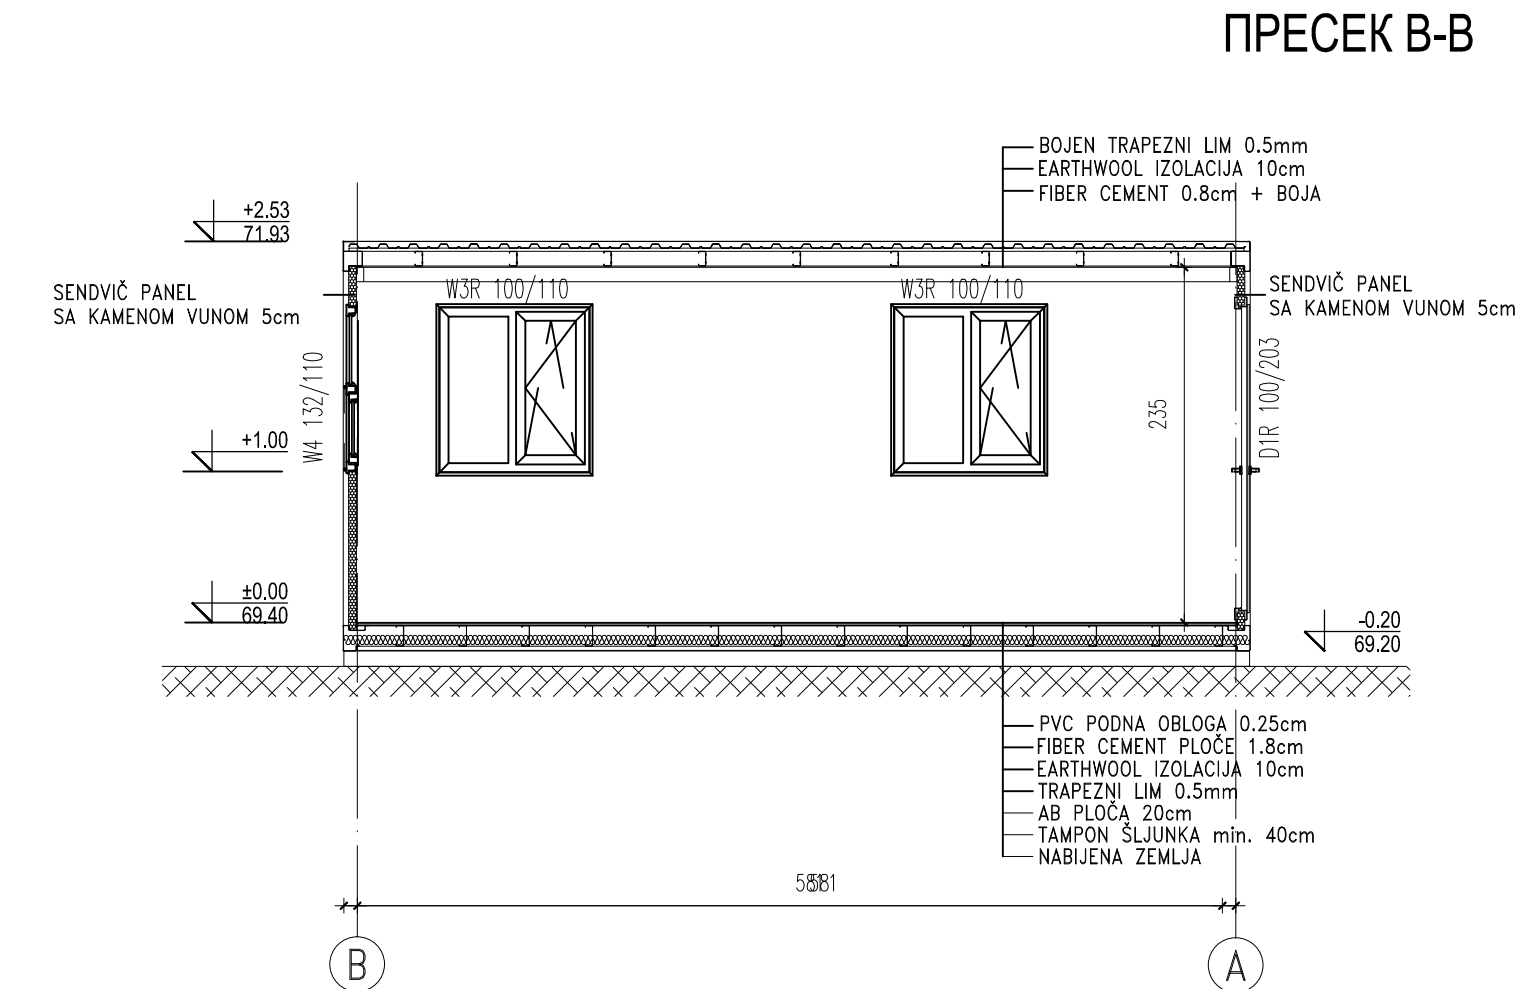 ПРЕСЕК В-В
BOJEN TRAPEZNI LIM 0.5mm
EARTHWOOL IZOLACIJA 10cm
FIBER CEMENT 0.8cm + BOJA
+2.53
71.93
SENDVIČ PANEL
SA KAMENOM VUNOM 5cm
W3R 100/110
W3R 100/110
SENDVIČ PANEL
SA KAMENOM VUNOM 5cm
W4 132/110
235
D1R 100/203
+1.00
±0.00
69.40
-0.20
69.20
PVC PODNA OBLOGA 0.25cm
FIBER CEMENT PLOČE 1.8cm
EARTHWOOL IZOLACIJA 10cm
TRAPEZNI LIM 0.5mm
AB PLOČA 20cm
TAMPON ŠLJUNKA min. 40cm
NABIJENA ZEMLJA
B
A